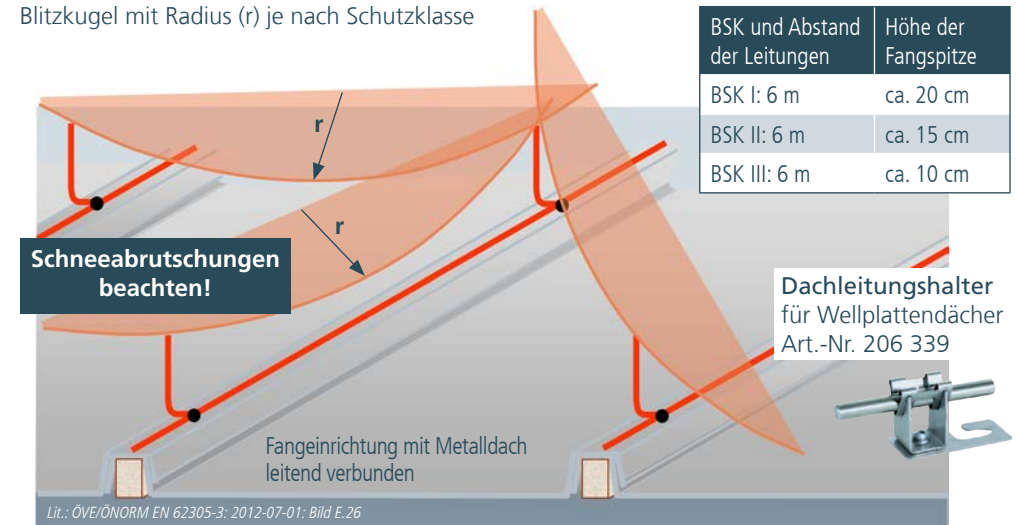 Blitzkugel mit Radius (r) je nach Schutzklasse
BSK und Abstand der Leitungen | Höhe der Fangspitze
BSK I: 6 m | ca. 20 cm
BSK II: 6 m | ca. 15 cm
BSK III: 6 m | ca. 10 cm
r
r
Schneeabrutschungen
beachten!
Dachleitungshalter
für Wellplattendächer
Art.-Nr. 206 339
Fangeinrichtung mit Metalldach
leitend verbunden
Lit.: ÖVE/ÖNORM EN 62305-3: 2012-07-01: Bild E.26